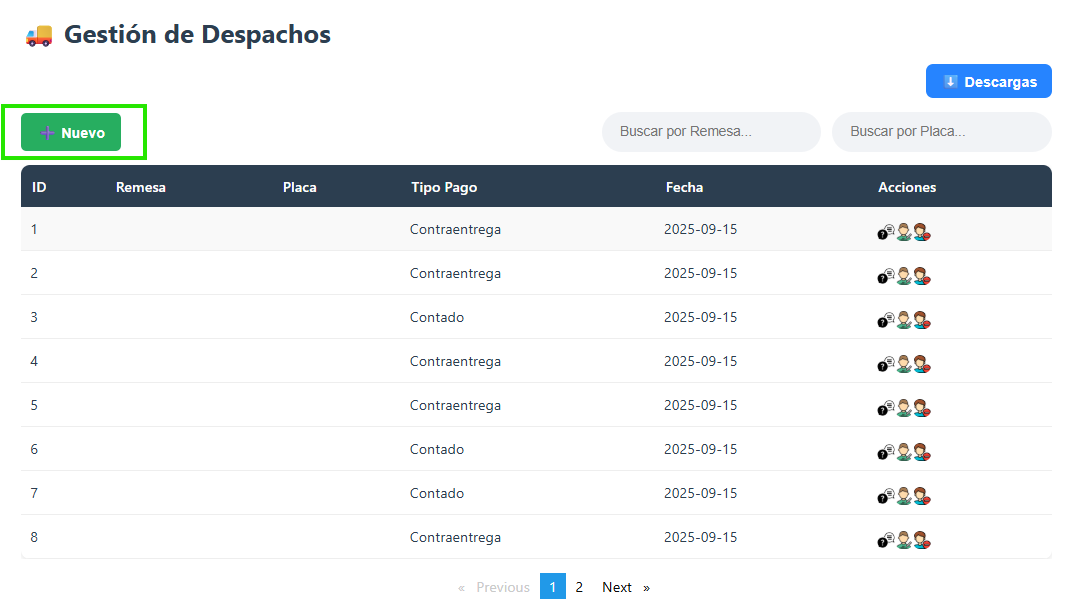 Gestión de Despachos
Descargas
Nuevo
Buscar por Remesa...
Buscar por Placa...
ID Remesa Placa Tipo Pago Fecha Acciones
1 Contraentrega 2025-09-15
2 Contraentrega 2025-09-15
3 Contado 2025-09-15
4 Contraentrega 2025-09-15
5 Contraentrega 2025-09-15
6 Contado 2025-09-15
7 Contado 2025-09-15
8 Contraentrega 2025-09-15
« Previous 1 2 Next »